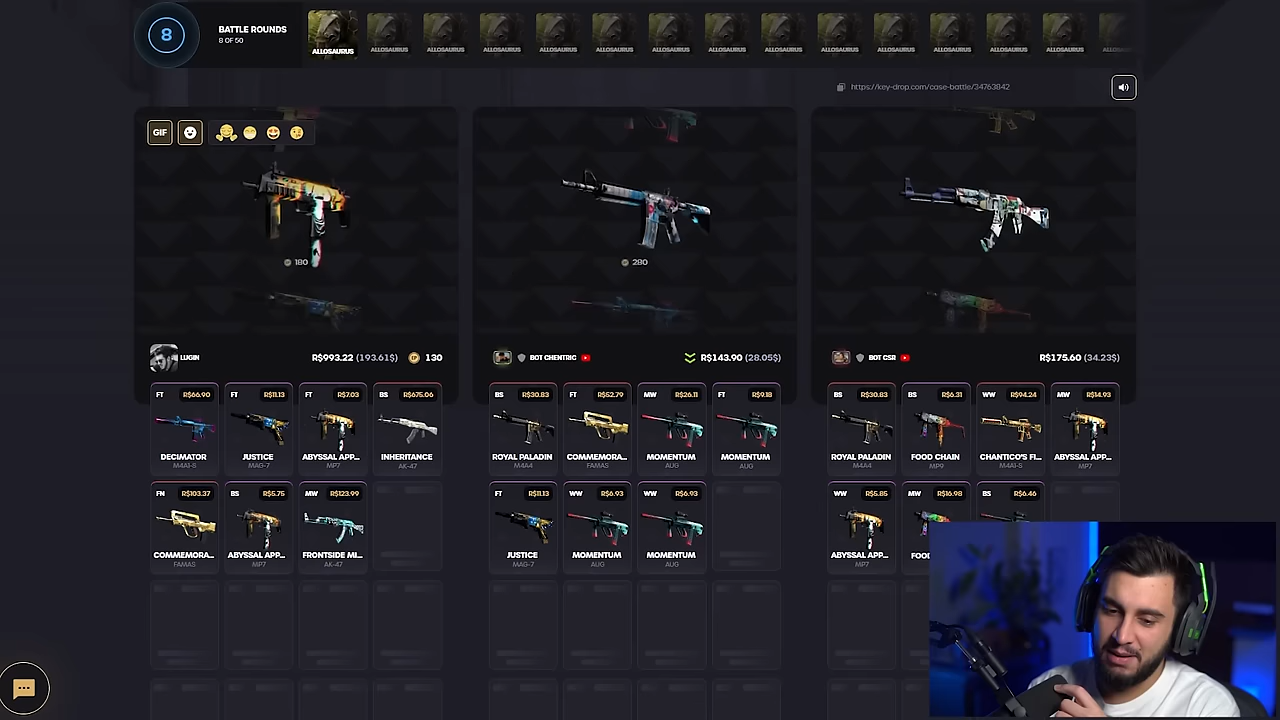 8
BATTLE ROUNDS
8 OF 50
ALLOSAURUS
ALLOSAURUS
ALLOSAURUS
ALLOSAURUS
ALLOSAURUS
ALLOSAURUS
ALLOSAURUS
ALLOSAURUS
ALLOSAURUS
ALLOSAURUS
ALLOSAURUS
ALLOSAURUS
ALLOSAURUS
ALLOSAURUS
https://key-drop.com/case-battle/34763842
GIF
180
280
LUGIN
R$993.22 (193.61$)
130
BOT CHENTRIC
R$143.90 (28.05$)
BOT CSR
R$175.60 (34.23$)
FT R$66.90
DECIMATOR
M4A1-S
FT R$11.13
JUSTICE
MAG-7
FT R$7.03
ABYSSAL APP...
MP7
BS R$675.06
INHERITANCE
AK-47
BS R$30.83
ROYAL PALADIN
M4A4
FT R$52.79
COMMEMORA...
FAMAS
MW R$26.11
MOMENTUM
AUG
FT R$9.18
MOMENTUM
AUG
BS R$30.83
ROYAL PALADIN
M4A4
BS R$6.31
FOOD CHAIN
MP9
WW R$94.24
CHANTICO'S FI...
M4A1-S
MW R$14.93
ABYSSAL APP...
MP7
FN R$103.37
COMMEMORA...
FAMAS
BS R$5.75
ABYSSAL APP...
MP7
MW R$123.99
FRONTSIDE MI...
AK-47
FT R$11.13
JUSTICE
MAG-7
WW R$6.93
MOMENTUM
AUG
WW R$6.93
MOMENTUM
AUG
WW R$5.85
ABYSSAL APP...
MP7
MW R$16.98
BS R$6.46